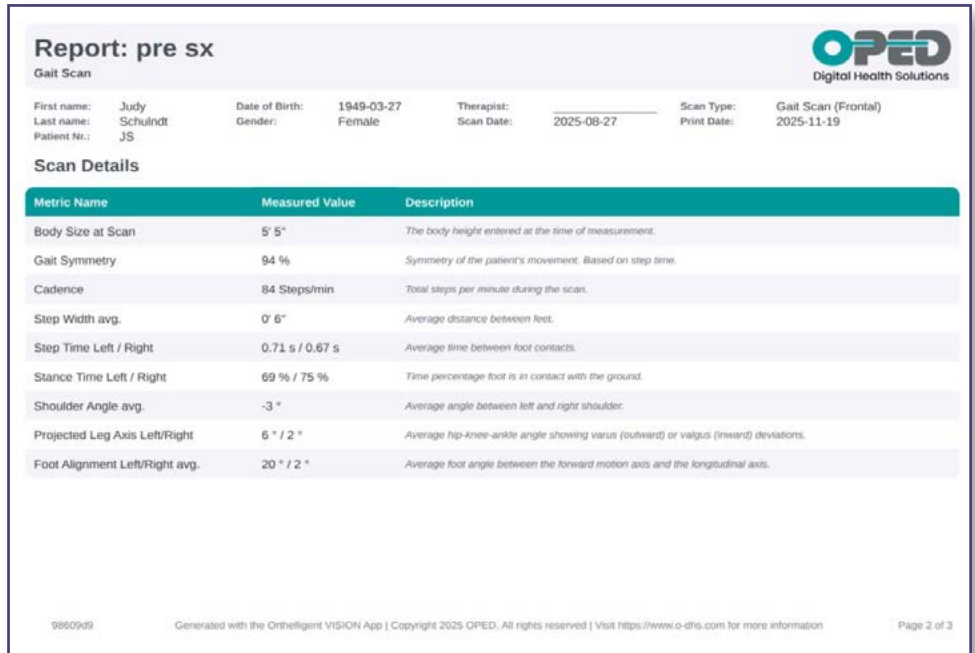 Report: pre sx
Gait Scan
OPED
Digital Health Solutions
First name: Judy Date of Birth: 1949-03-27 Therapist: Scan Type: Gait Scan (Frontal)
Last name: Schulndt Gender: Female Scan Date: 2025-08-27 Print Date: 2025-11-19
Patient Nr.: JS
Scan Details
Metric Name Measured Value Description
Body Size at Scan 5' 5" The body height entered at the time of measurement.
Gait Symmetry 94 % Symmetry of the patient's movement. Based on step time.
Cadence 84 Steps/min Total steps per minute during the scan.
Step Width avg. 0' 6" Average distance between feet.
Step Time Left / Right 0.71 s / 0.67 s Average time between foot contacts.
Stance Time Left / Right 69 % / 75 % Time percentage foot is in contact with the ground.
Shoulder Angle avg. -3 ° Average angle between left and right shoulder.
Projected Leg Axis Left/Right 6 ° / 2 ° Average hip-knee-ankle angle showing varus (outward) or valgus (inward) deviations.
Foot Alignment Left/Right avg. 20 ° / 2 ° Average foot angle between the forward motion axis and the longitudinal axis.
98609d9 Generated with the Orthelligent VISION App | Copyright 2025 OPED. All rights reserved | Visit https://www.o-dhs.com for more information Page 2 of 3